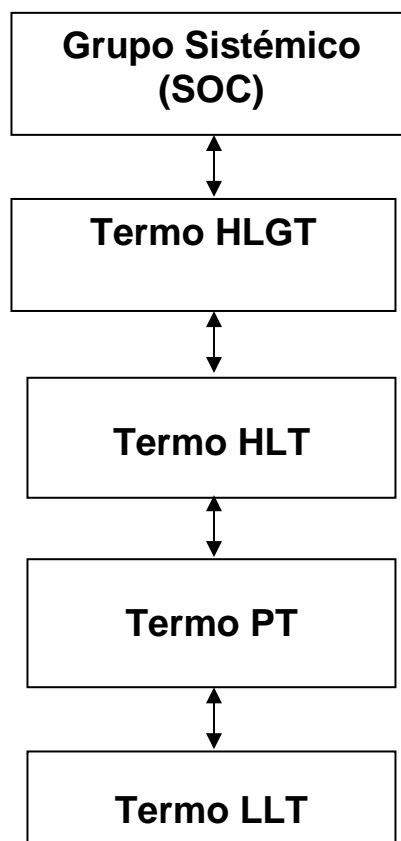 Grupo Sistémico
(SOC)
Termo HLGT
Termo HLT
Termo PT
Termo LLT